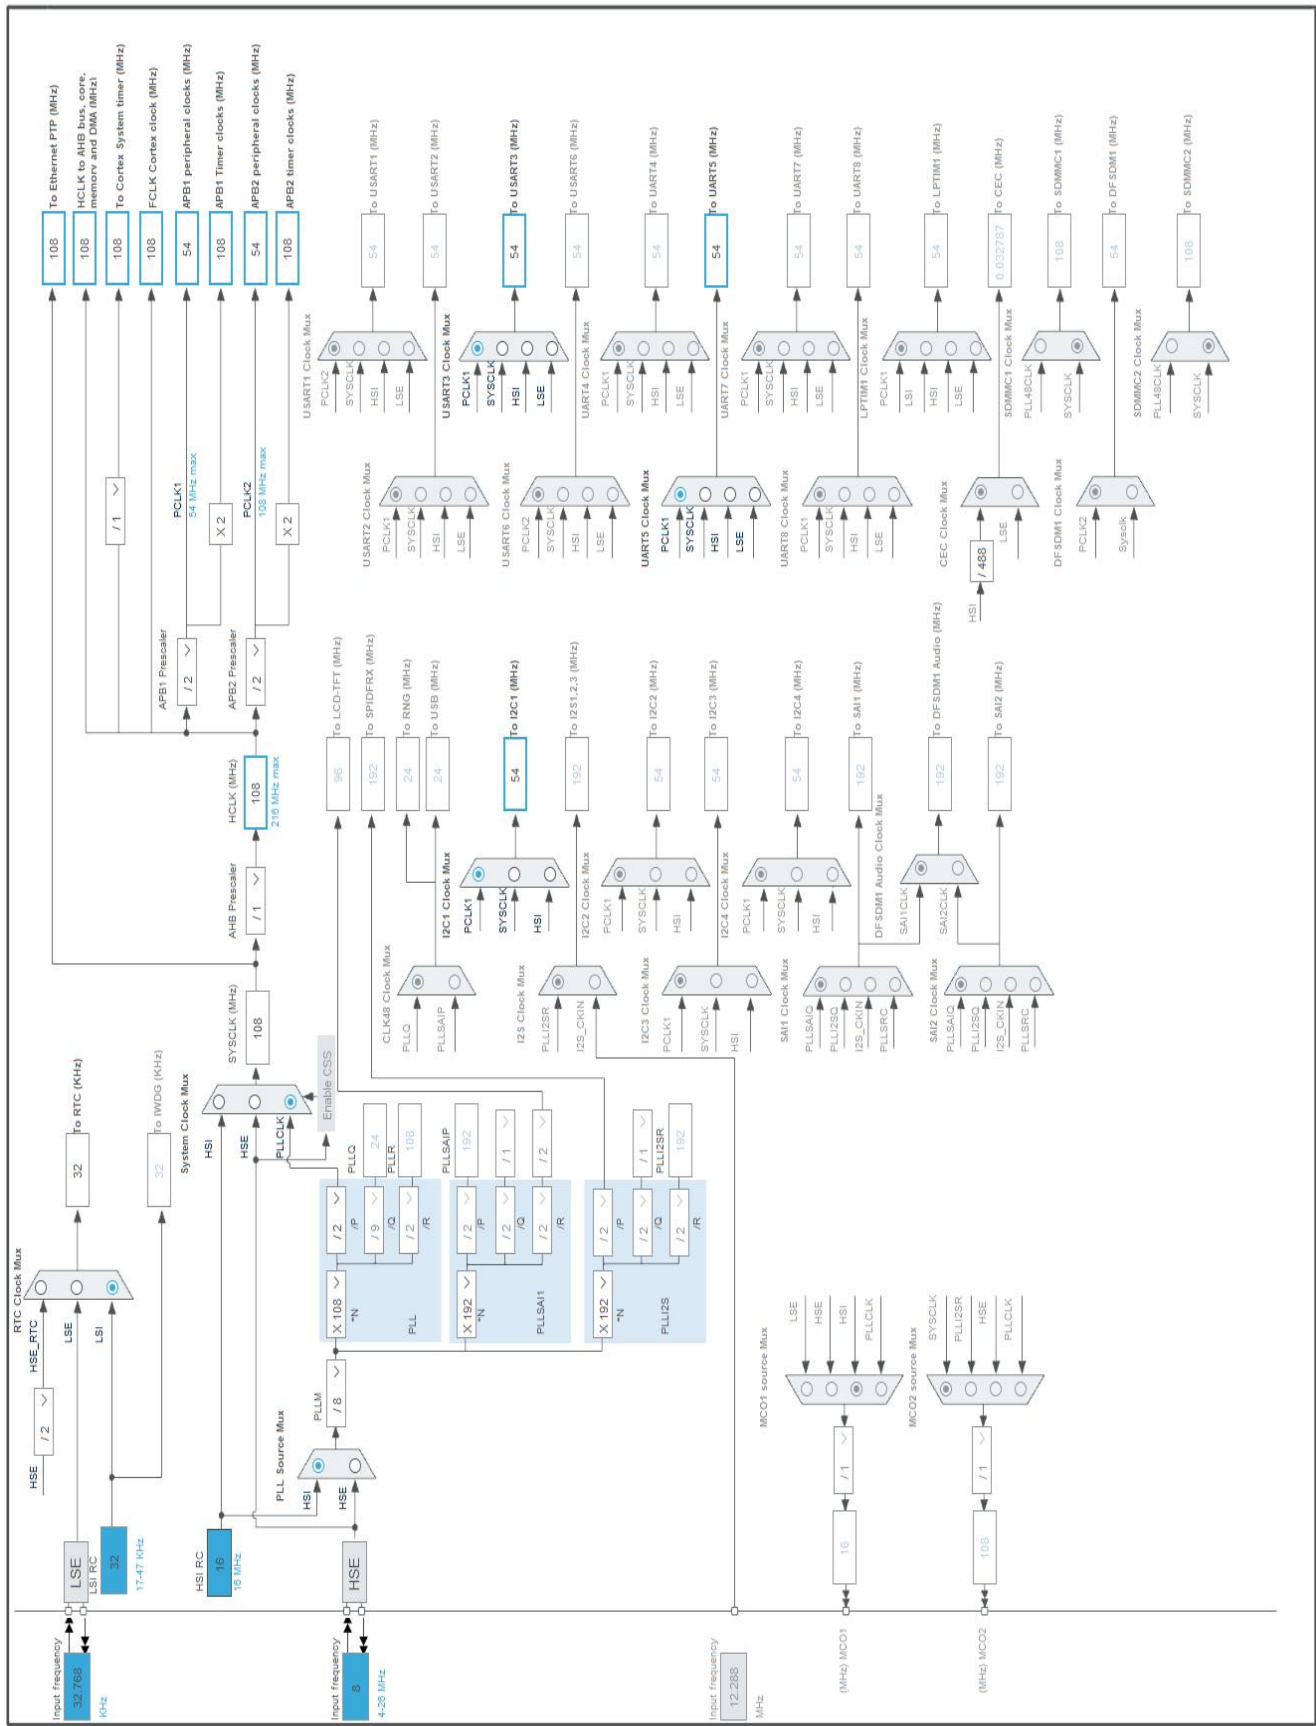 Input frequency
32.768
KHz
LSE
LSI RC
32
17-47 KHz
HSE
/ 2
HSE_RTC
LSE
LSI
RTC Clock Mux
32
To RTC (KHz)
32
To IWDG (KHz)
HSI RC
16
16 MHz
Input frequency
8
4-26 MHz
HSE
PLL Source Mux
HSI
HSE
PLLM
/ 8
X 108
*N
PLL
/ 2
/P
/ 9
/Q
/ 2
/R
PLLQ
24
PLLR
108
X 192
*N
PLLSAI1
/ 2
/P
/ 2
/Q
/ 2
/R
PLLSAIP
192
/ 1
/ 2
X 192
*N
PLLI2S
/ 2
/P
/ 2
/Q
/ 2
/R
/ 1
PLLI2SR
192
System Clock Mux
HSI
HSE
PLLCLK
Enable CSS
SYSCLK (MHz)
108
AHB Prescaler
/ 1
HCLK (MHz)
108
216 MHz max
APB1 Prescaler
/ 2
APB2 Prescaler
/ 2
/ 1
PCLK1
54 MHz max
X 2
PCLK2
108 MHz max
X 2
108
To Ethernet PTP (MHz)
108
HCLK to AHB bus, core,
memory and DMA (MHz)
108
To Cortex System timer (MHz)
108
FCLK Cortex clock (MHz)
54
APB1 peripheral clocks (MHz)
108
APB1 Timer clocks (MHz)
54
APB2 peripheral clocks (MHz)
108
APB2 timer clocks (MHz)
96
To LCD-TFT (MHz)
192
To SPIDFRX (MHz)
24
To RNG (MHz)
24
To USB (MHz)
CLK48 Clock Mux
PLLQ
PLLSAIP
I2C1 Clock Mux
PCLK1
SYSCLK
HSI
54
To I2C1 (MHz)
I2S Clock Mux
PLLI2SR
I2S_CKIN
192
To I2S1,2,3 (MHz)
I2C2 Clock Mux
PCLK1
SYSCLK
HSI
54
To I2C2 (MHz)
I2C3 Clock Mux
PCLK1
SYSCLK
HSI
54
To I2C3 (MHz)
I2C4 Clock Mux
PCLK1
SYSCLK
HSI
54
To I2C4 (MHz)
SAI1 Clock Mux
PLLSAIQ
PLLI2SQ
I2S_CKIN
PLLSRC
192
To SAI1 (MHz)
DFSDM1 Audio Clock Mux
SAI1CLK
SAI2CLK
192
To DFSDM1 Audio (MHz)
SAI2 Clock Mux
PLLSAIQ
PLLI2SQ
I2S_CKIN
PLLSRC
192
To SAI2 (MHz)
USART1 Clock Mux
PCLK2
SYSCLK
HSI
LSE
54
To USART1 (MHz)
USART2 Clock Mux
PCLK1
SYSCLK
HSI
LSE
54
To USART2 (MHz)
USART3 Clock Mux
PCLK1
SYSCLK
HSI
LSE
54
To USART3 (MHz)
USART6 Clock Mux
PCLK2
SYSCLK
HSI
LSE
54
To USART6 (MHz)
UART4 Clock Mux
PCLK1
SYSCLK
HSI
LSE
54
To UART4 (MHz)
UART5 Clock Mux
PCLK1
SYSCLK
HSI
LSE
54
To UART5 (MHz)
UART7 Clock Mux
PCLK1
SYSCLK
HSI
LSE
54
To UART7 (MHz)
UART8 Clock Mux
PCLK1
SYSCLK
HSI
LSE
54
To UART8 (MHz)
LPTIM1 Clock Mux
PCLK1
LSI
HSI
LSE
54
To LPTIM1 (MHz)
CEC Clock Mux
HSI
/ 488
LSE
0.032787
To CEC (MHz)
SDMMC1 Clock Mux
PLL48CLK
SYSCLK
108
To SDMMC1 (MHz)
DFSDM1 Clock Mux
PCLK2
Sysclk
54
To DFSDM1 (MHz)
SDMMC2 Clock Mux
PLL48CLK
SYSCLK
108
To SDMMC2 (MHz)
Input frequency
12.288
MHz
(MHz) MCO1
16
/ 1
MCO1 source Mux
LSE
HSE
HSI
PLLCLK
(MHz) MCO2
108
/ 1
MCO2 source Mux
SYSCLK
PLLI2SR
HSE
PLLCLK